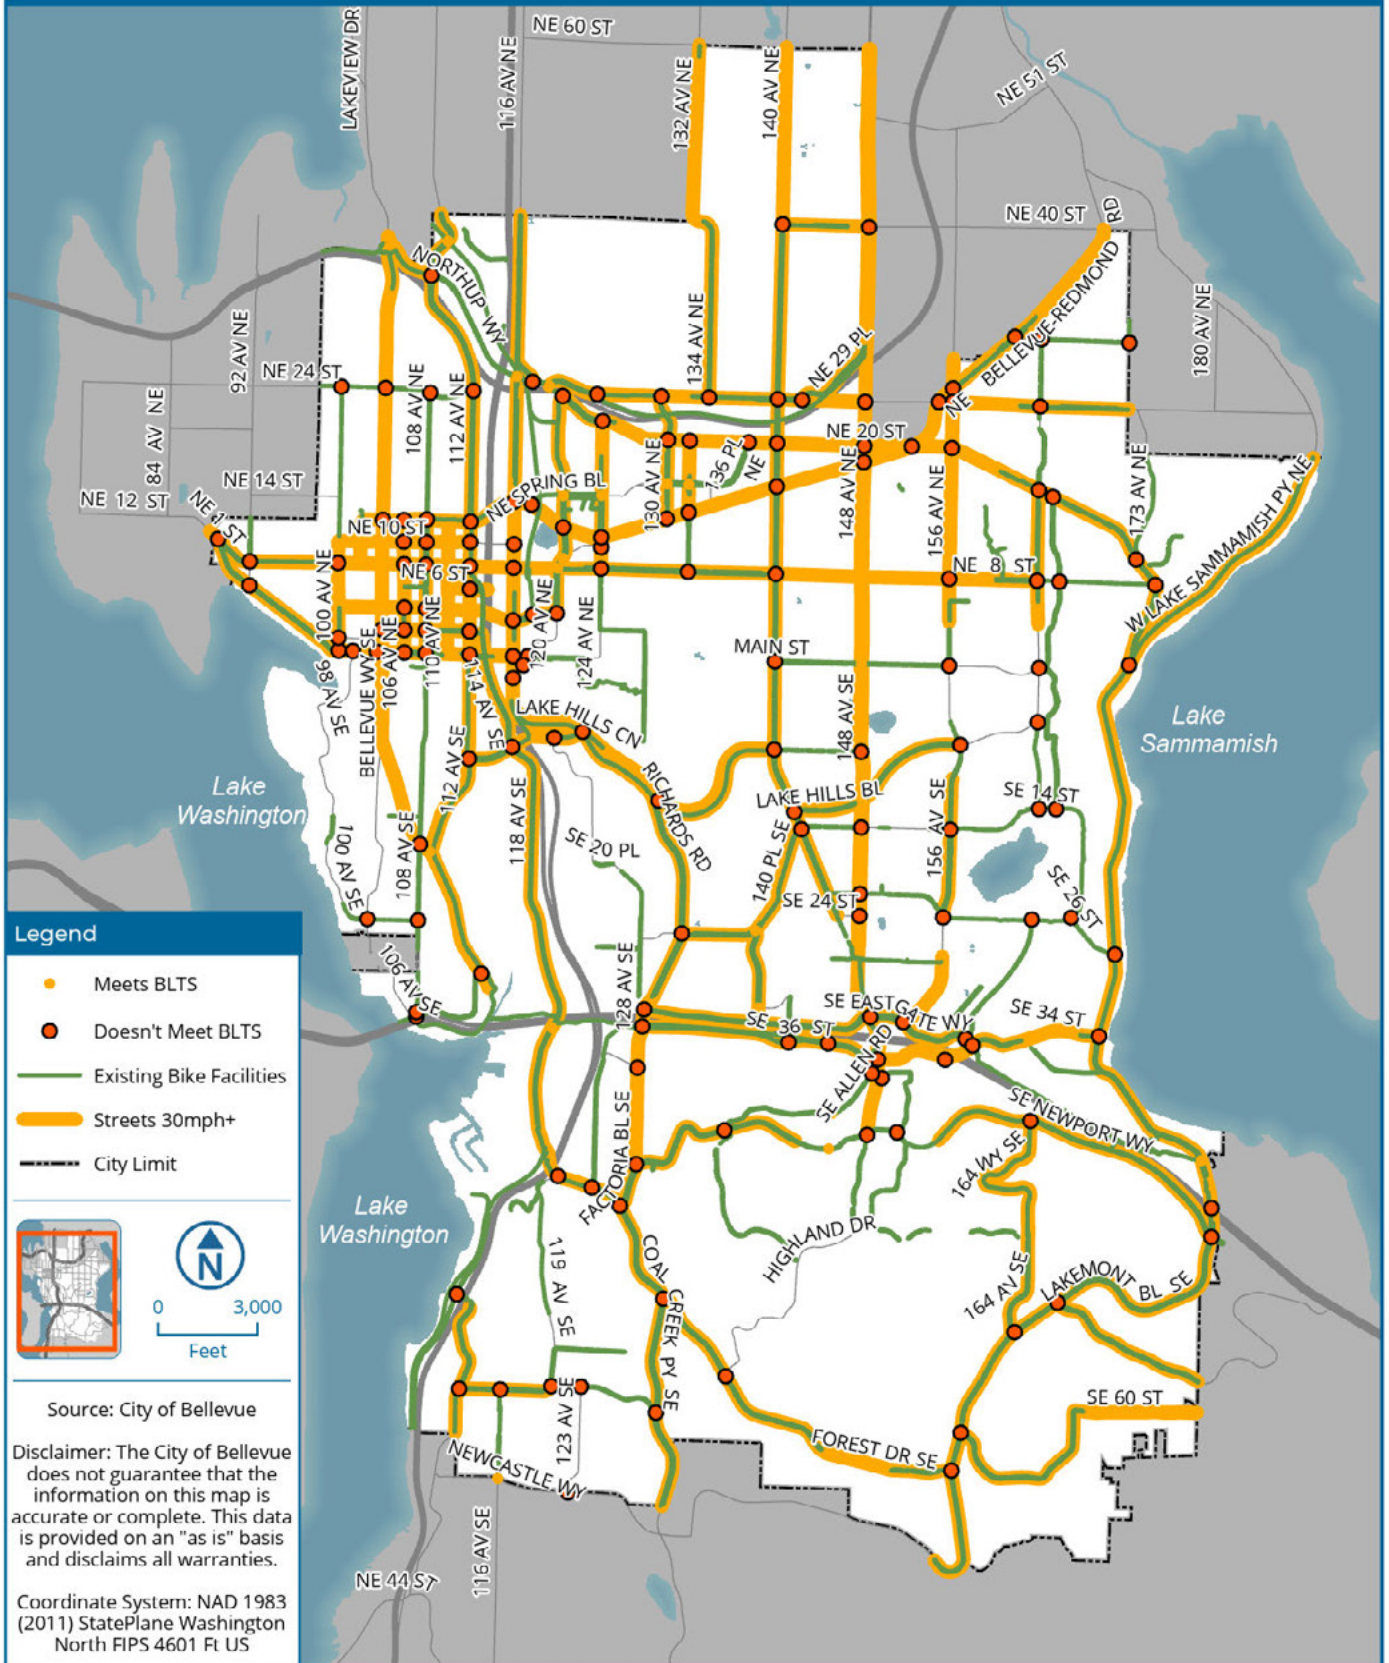 NE 60 ST
LAKEVIEW DR
116 AV NE
132 AV NE
140 AV NE
NE 51 ST
NE 40 ST
RD
NORTHUP WY
BELLEVUE-REDMOND
92 AV NE
134 AV NE
180 AV NE
NE 29 PL
NE 24 ST
108 AV NE
112 AV NE
84 AV NE
NE
NE 20 ST
136 PL
NE
130 AV NE
148 AV NE
173 AV NE
NE 14 ST
NE SPRING BL
NE 12 ST
NE 1 ST
156 AV NE
W LAKE SAMMAMISH PY NE
NE 10 ST
NE 6 ST
NE 8 ST
100 AV NE
120 AV NE
124 AV NE
110 AV NE
106 AV NE
BELLEVUE WY SE
MAIN ST
98 AV SE
114 AV SE
148 AV SE
LAKE HILLS CN
Lake
Sammamish
112 AV SE
118 AV SE
RICHARDS RD
LAKE HILLS BL
SE 14 ST
Lake
Washington
100 AV SE
108 AV SE
SE 20 PL
140 PL SE
156 AV SE
SE 24 ST
SE 26 ST
106 AV SE
128 AV SE
SE EASTGATE WY
SE 34 ST
SE 36 ST
SE ALLEN RD
SE NEWPORT WY
FACTORIA BL SE
164 WY SE
Lake
Washington
HIGHLAND DR
119 AV SE
COAL CREEK PY SE
164 AV SE
LAKEMONT BL SE
123 AV SE
SE 60 ST
FOREST DR SE
NEWCASTLE WY
116 AV SE
NE 44 ST
Legend
Meets BLTS
Doesn't Meet BLTS
Existing Bike Facilities
Streets 30mph+
City Limit
N
0 3,000
Feet
Source: City of Bellevue
Disclaimer: The City of Bellevue
does not guarantee that the
information on this map is
accurate or complete. This data
is provided on an "as is" basis
and disclaims all warranties.
Coordinate System: NAD 1983
(2011) StatePlane Washington
North FIPS 4601 Ft US